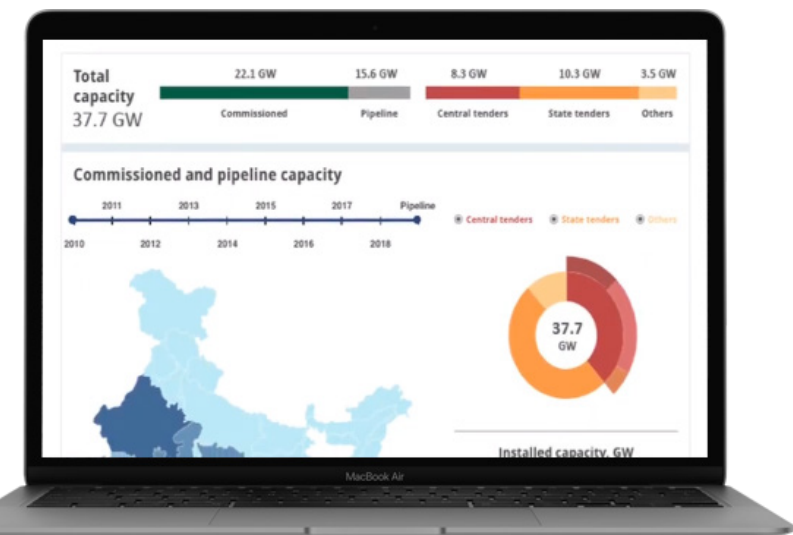 Total
capacity
37.7 GW
22.1 GW
15.6 GW
8.3 GW
10.3 GW
3.5 GW
Commissioned
Pipeline
Central tenders
State tenders
Others
Commissioned and pipeline capacity
2011
2013
2015
2017
Pipeline
2010
2012
2014
2016
2018
Central tenders
State tenders
Others
37.7
GW
Installed capacity, GW
MacBook Air